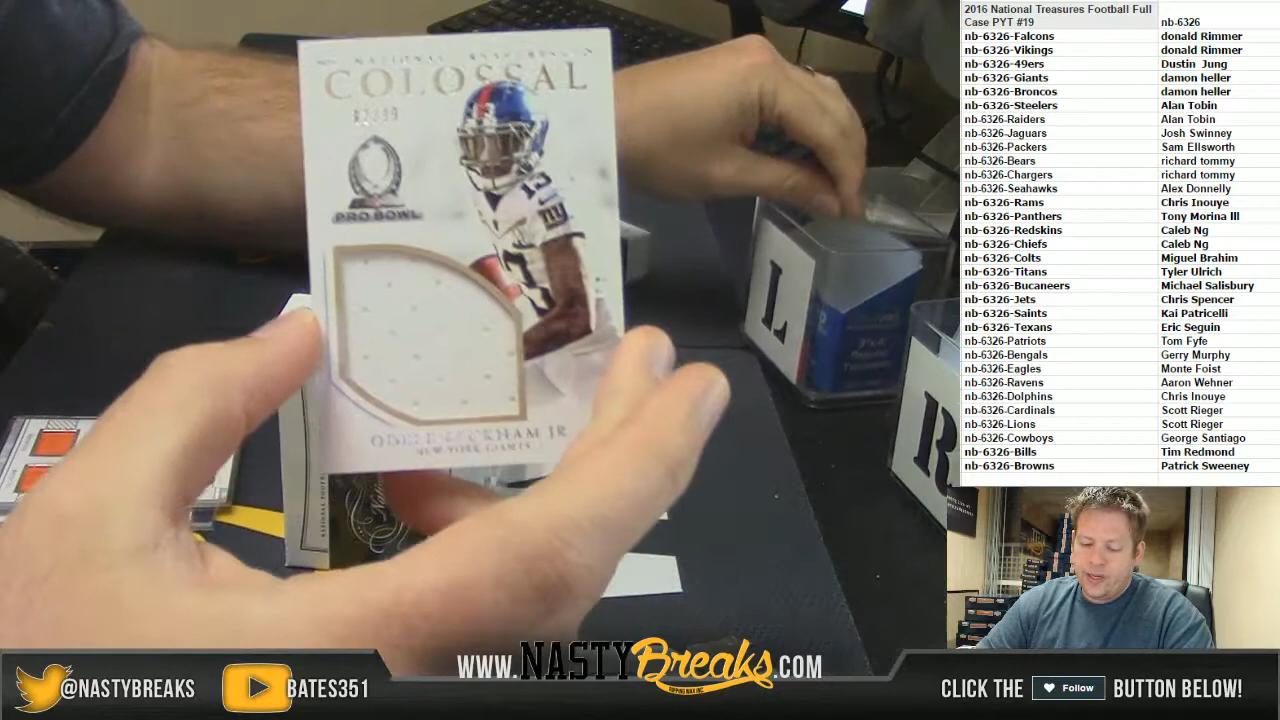 COLOSSAL
PRO BOWL
13
NY
ODELL BECKHAM JR
NEW YORK GIANTS
L
R
2016 National Treasures Football Full
Case PYT #19 nb-6326
nb-6326-Falcons donald Rimmer
nb-6326-Vikings donald Rimmer
nb-6326-49ers Dustin Jung
nb-6326-Giants damon heller
nb-6326-Broncos damon heller
nb-6326-Steelers Alan Tobin
nb-6326-Raiders Alan Tobin
nb-6326-Jaguars Josh Swinney
nb-6326-Packers Sam Ellsworth
nb-6326-Bears richard tommy
nb-6326-Chargers richard tommy
nb-6326-Seahawks Alex Donnelly
nb-6326-Rams Chris Inouye
nb-6326-Panthers Tony Morina III
nb-6326-Redskins Caleb Ng
nb-6326-Chiefs Caleb Ng
nb-6326-Colts Miguel Brahim
nb-6326-Titans Tyler Ulrich
nb-6326-Bucaneers Michael Salisbury
nb-6326-Jets Chris Spencer
nb-6326-Saints Kai Patricelli
nb-6326-Texans Eric Seguin
nb-6326-Patriots Tom Fyfe
nb-6326-Bengals Gerry Murphy
nb-6326-Eagles Monte Foist
nb-6326-Ravens Aaron Wehner
nb-6326-Dolphins Chris Inouye
nb-6326-Cardinals Scott Rieger
nb-6326-Lions Scott Rieger
nb-6326-Cowboys George Santiago
nb-6326-Bills Tim Redmond
nb-6326-Browns Patrick Sweeney
@NASTYBREAKS
BATES351
WWW.NASTYBreaks.COM
RIPPING WAX INC
CLICK THE Follow BUTTON BELOW!